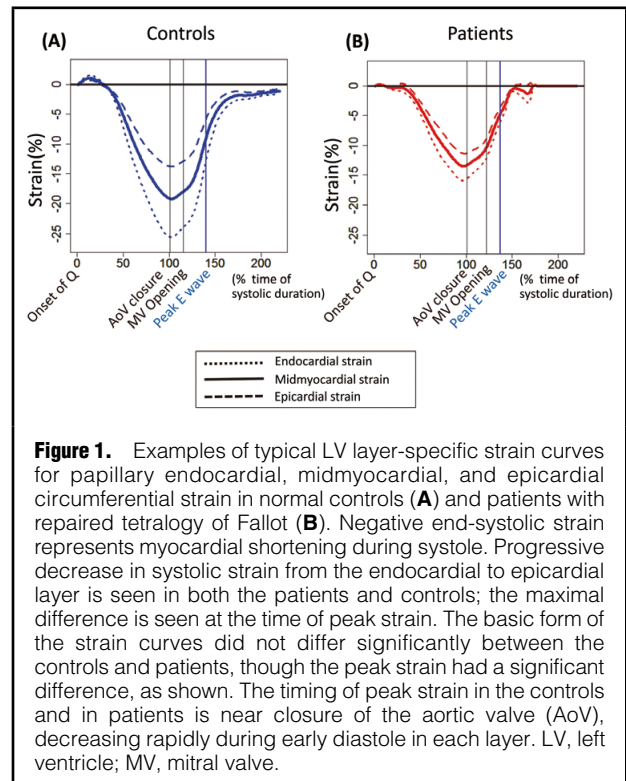 Controls
Patients
(A)
(B)
Strain(%)
0
-5
-10
-15
-20
-25
0
50
100
150
200
Onset of Q
AoV closure
MV Opening
Peak E wave
(% time of
systolic duration)
Strain(%)
0
-5
-10
-15
-20
-25
0
50
100
150
200
Onset of Q
AoV closure
MV Opening
Peak E wave
(% time of
systolic duration)
Endocardial strain
Midmyocardial strain
Epicardial strain
Figure 1. Examples of typical LV layer-specific strain curves
for papillary endocardial, midmyocardial, and epicardial
circumferential strain in normal controls (A) and patients with
repaired tetralogy of Fallot (B). Negative end-systolic strain
represents myocardial shortening during systole. Progressive
decrease in systolic strain from the endocardial to epicardial
layer is seen in both the patients and controls; the maximal
difference is seen at the time of peak strain. The basic form of
the strain curves did not differ significantly between the
controls and patients, though the peak strain had a significant
difference, as shown. The timing of peak strain in the controls
and in patients is near closure of the aortic valve (AoV),
decreasing rapidly during early diastole in each layer. LV, left
ventricle; MV, mitral valve.